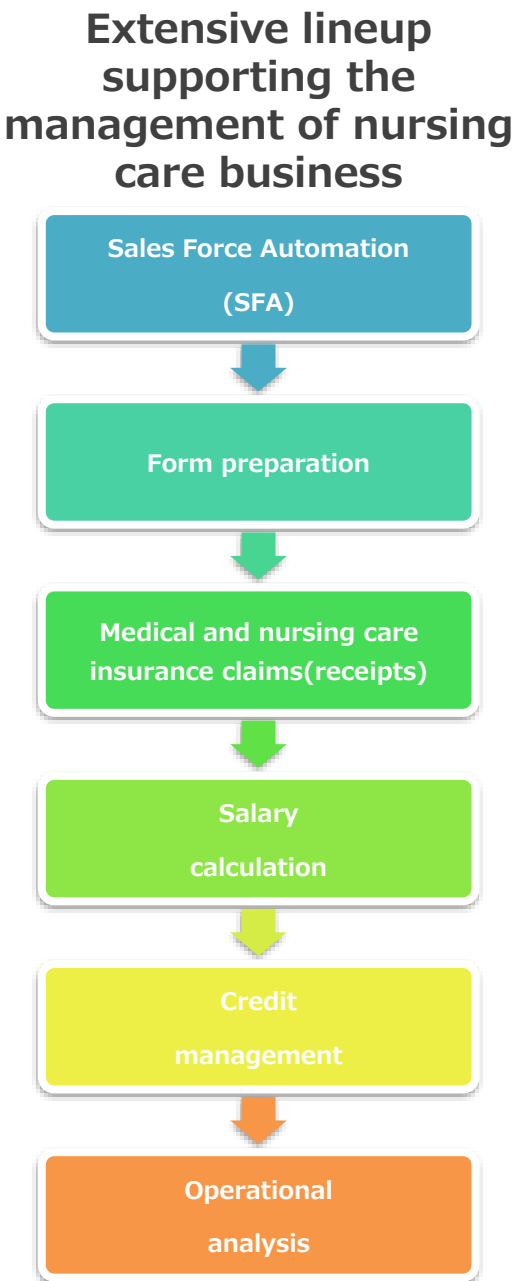 Extensive lineup
supporting the
management of nursing
care business
Sales Force Automation
(SFA)
Form preparation
Medical and nursing care
insurance claims(receipts)
Salary
calculation
Credit
management
Operational
analysis